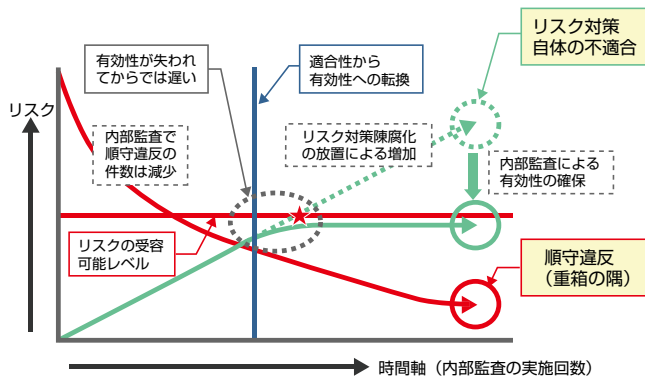 リスク対策
自体の不適合
有効性が失われ
てからでは遅い
適合性から
有効性への転換
リスク
内部監査で
順守違反の
件数は減少
リスク対策陳腐化
の放置による増加
内部監査による
有効性の確保
リスクの受容
可能レベル
順守違反
（重箱の隅）
時間軸（内部監査の実施回数）